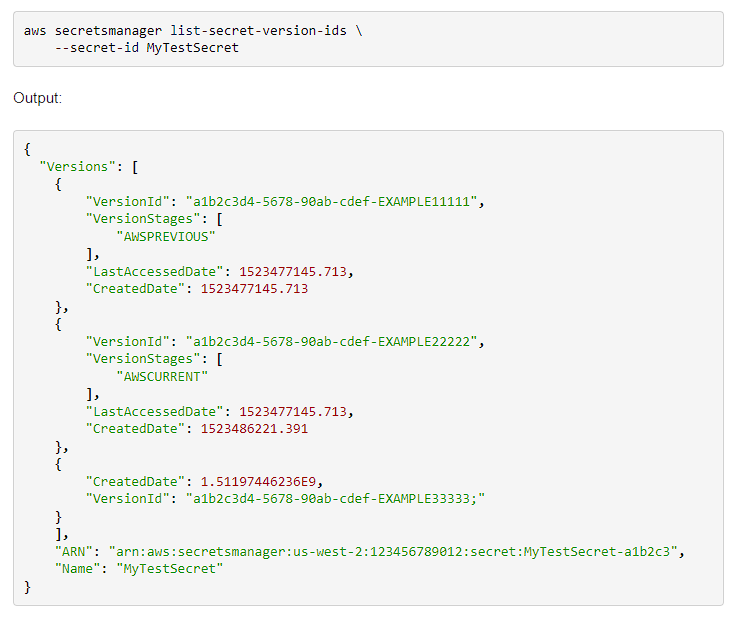 aws secretsmanager list-secret-version-ids \
    --secret-id MyTestSecret
Output:
{
  "Versions": [
    {
        "VersionId": "a1b2c3d4-5678-90ab-cdef-EXAMPLE11111",
        "VersionStages": [
            "AWSPREVIOUS"
        ],
        "LastAccessedDate": 1523477145.713,
        "CreatedDate": 1523477145.713
    },
    {
        "VersionId": "a1b2c3d4-5678-90ab-cdef-EXAMPLE22222",
        "VersionStages": [
            "AWSCURRENT"
        ],
        "LastAccessedDate": 1523477145.713,
        "CreatedDate": 1523486221.391
    },
    {
        "CreatedDate": 1.51197446236E9,
        "VersionId": "a1b2c3d4-5678-90ab-cdef-EXAMPLE33333;"
    }
    ],
    "ARN": "arn:aws:secretsmanager:us-west-2:123456789012:secret:MyTestSecret-a1b2c3",
    "Name": "MyTestSecret"
}